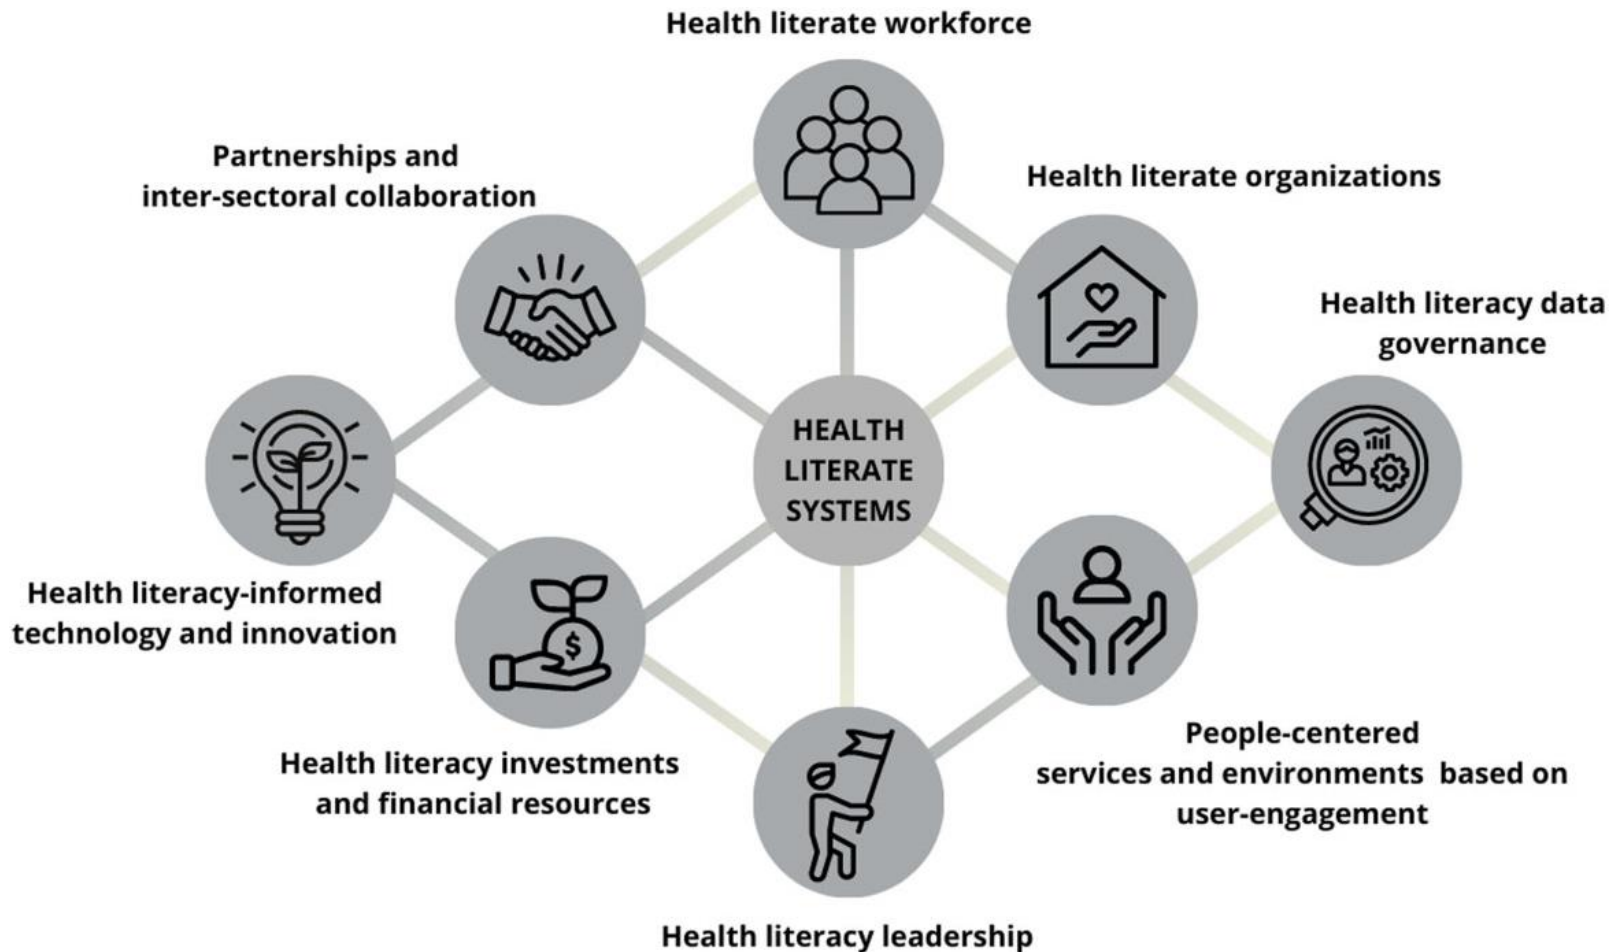 Health literate workforce
Partnerships and
inter-sectoral collaboration
Health literate organizations
Health literacy data
governance
HEALTH
LITERATE
SYSTEMS
$
Health literacy-informed
technology and innovation
Health literacy investments
and financial resources
People-centered
services and environments  based on
user-engagement
Health literacy leadership